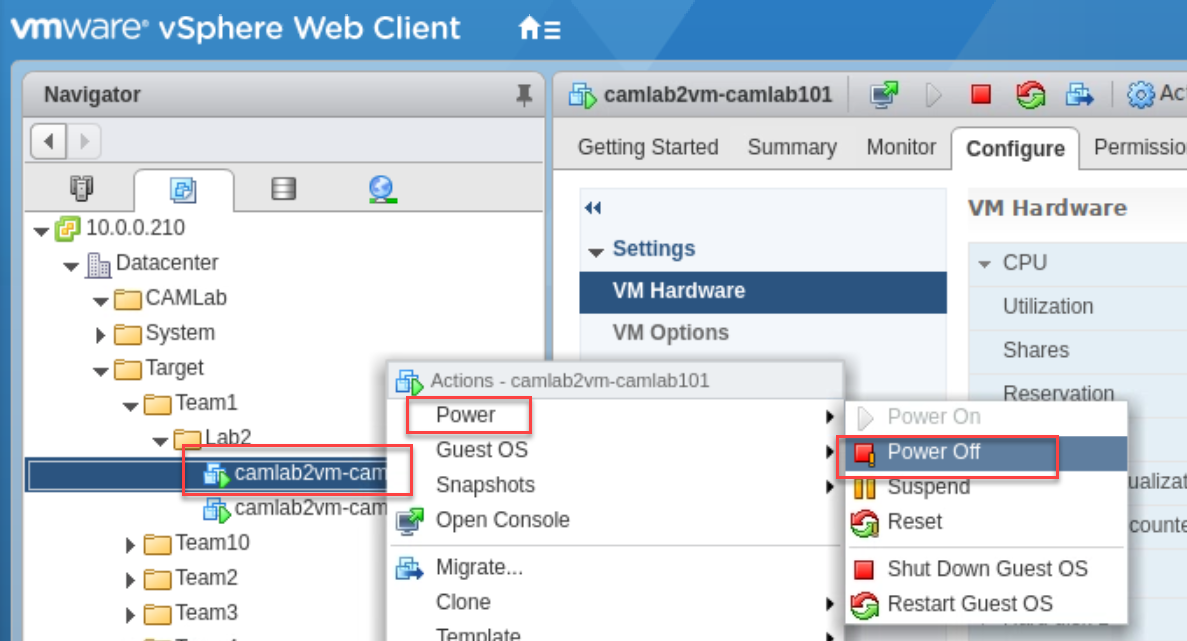 vmware® vSphere Web Client
Navigator
10.0.0.210
Datacenter
CAMLab
System
Target
Team1
Lab2
camlab2vm-cam
camlab2vm-cam
Team10
Team2
Team3
camlab2vm-camlab101
Getting Started Summary Monitor Configure Permissio
Settings
VM Hardware
VM Options
VM Hardware
CPU
Utilization
Shares
Reservation
Actions - camlab2vm-camlab101
Power
Guest OS
Snapshots
Open Console
Migrate...
Clone
Template
Power On
Power Off
Suspend
Reset
Shut Down Guest OS
Restart Guest OS